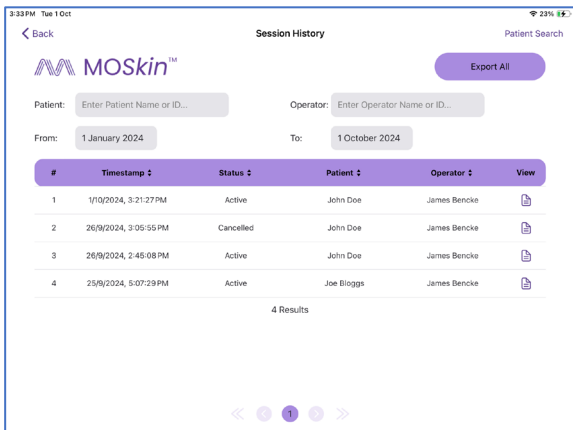 3:33 PM Tue 1 Oct 23%
Back Session History Patient Search
MOSkin™ Export All
Patient: Enter Patient Name or ID... Operator: Enter Operator Name or ID...
From: 1 January 2024 To: 1 October 2024
# Timestamp Status Patient Operator View
1 1/10/2024, 3:21:27 PM Active John Doe James Bencke
2 26/9/2024, 3:05:55 PM Cancelled John Doe James Bencke
3 26/9/2024, 2:45:08 PM Active John Doe James Bencke
4 25/9/2024, 5:07:29 PM Active Joe Bloggs James Bencke
4 Results
1